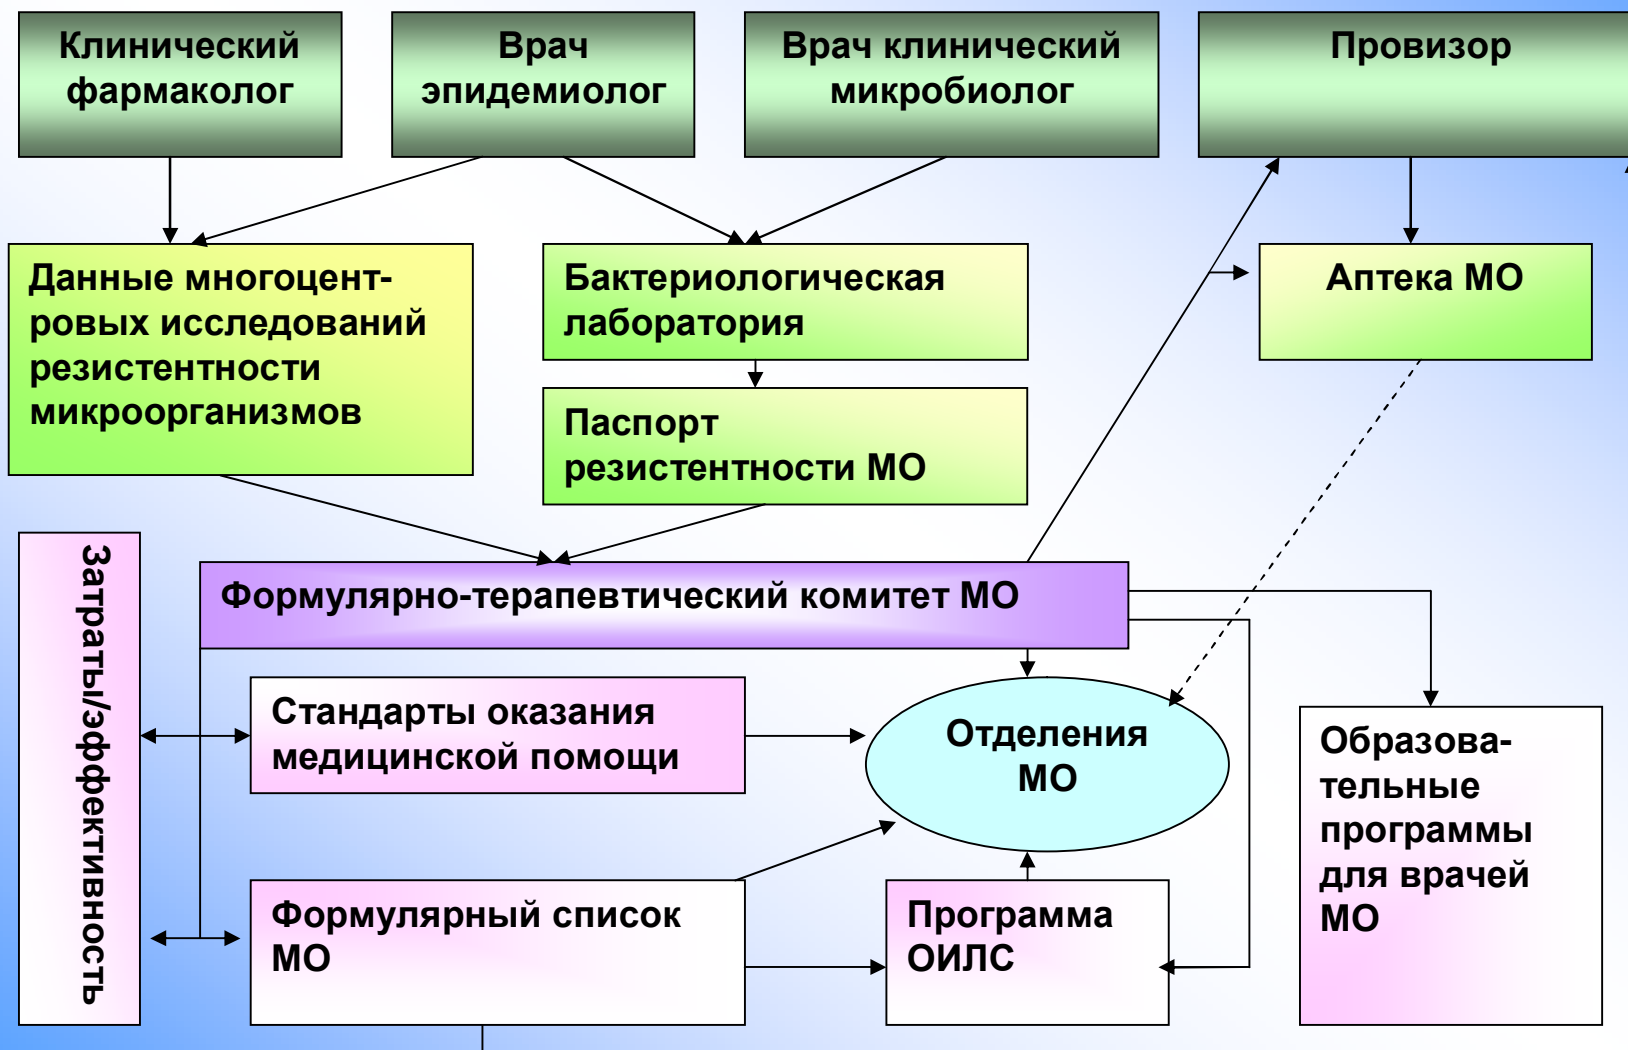 Клинический
фармаколог
Врач
эпидемиолог
Врач клинический
микробиолог
Провизор
Данные многоцент-
ровых исследований
резистентности
микроорганизмов
Бактериологическая
лаборатория
Аптека МО
Паспорт
резистентности МО
Затраты/эффективность
Формулярно-терапевтический комитет МО
Стандарты оказания
медицинской помощи
Отделения
МО
Образова-
тельные
программы
для врачей
МО
Формулярный список
МО
Программа
ОИЛС